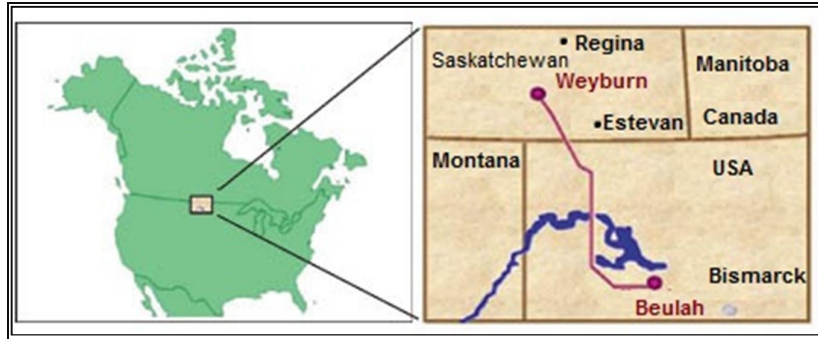 Regina
Saskatchewan
Manitoba
Weyburn
Estevan
Canada
Montana
USA
Bismarck
Beulah